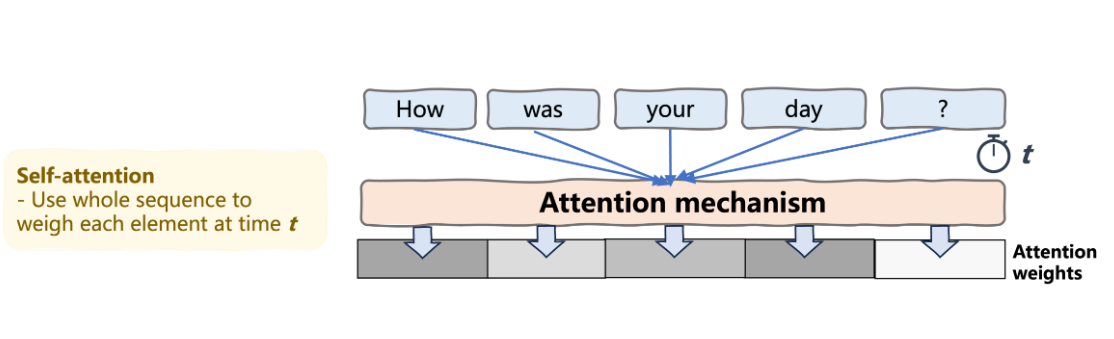 How was your day ?
t
Self-attention
- Use whole sequence to
weigh each element at time t
Attention mechanism
Attention
weights